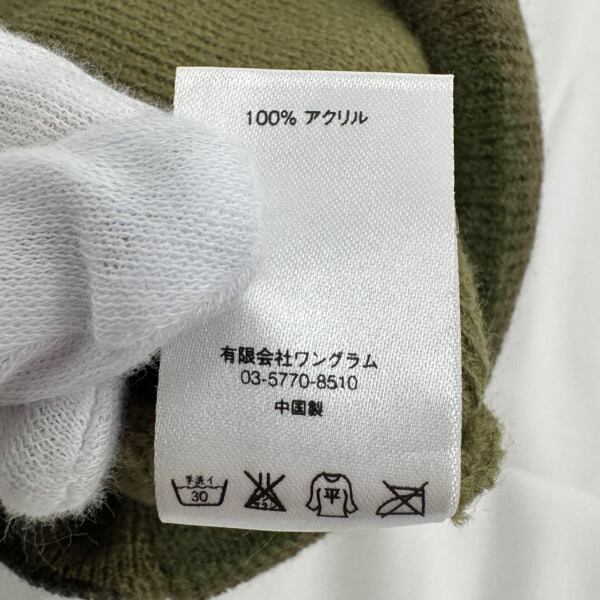 100% アクリル
有限会社ワングラム
03-5770-8510
中国製
手洗イ
30
平